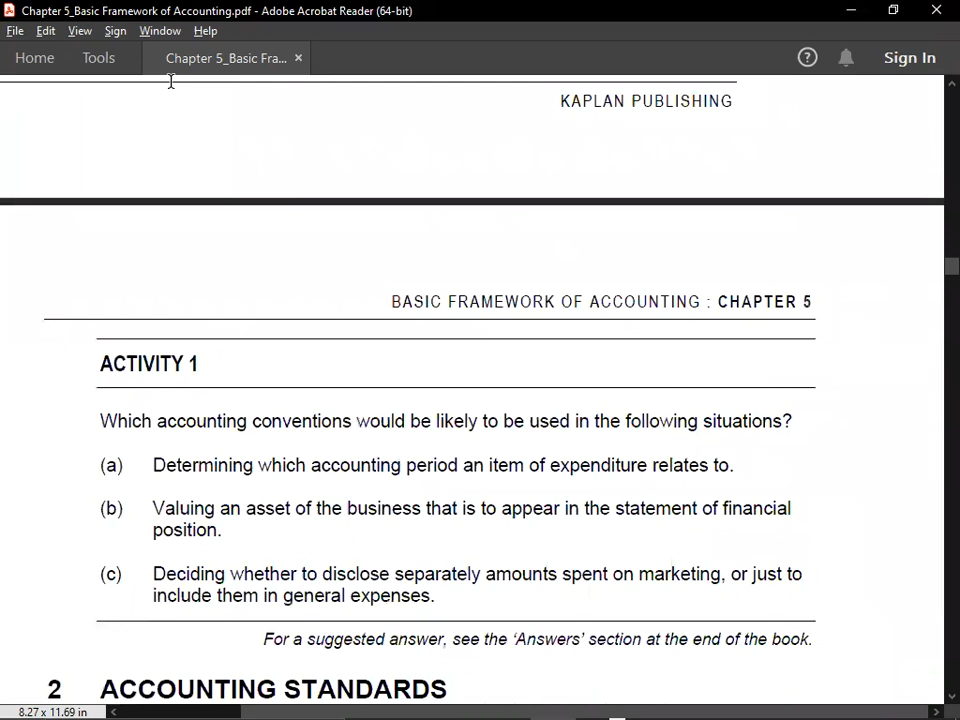 Chapter 5_Basic Framework of Accounting.pdf - Adobe Acrobat Reader (64-bit)
File Edit View Sign Window Help
Home Tools Chapter 5_Basic Fra... × Sign In
KAPLAN PUBLISHING
BASIC FRAMEWORK OF ACCOUNTING : CHAPTER 5
ACTIVITY 1
Which accounting conventions would be likely to be used in the following situations?
(a) Determining which accounting period an item of expenditure relates to.
(b) Valuing an asset of the business that is to appear in the statement of financial
position.
(c) Deciding whether to disclose separately amounts spent on marketing, or just to
include them in general expenses.
For a suggested answer, see the ‘Answers’ section at the end of the book.
2 ACCOUNTING STANDARDS
8.27 x 11.69 in